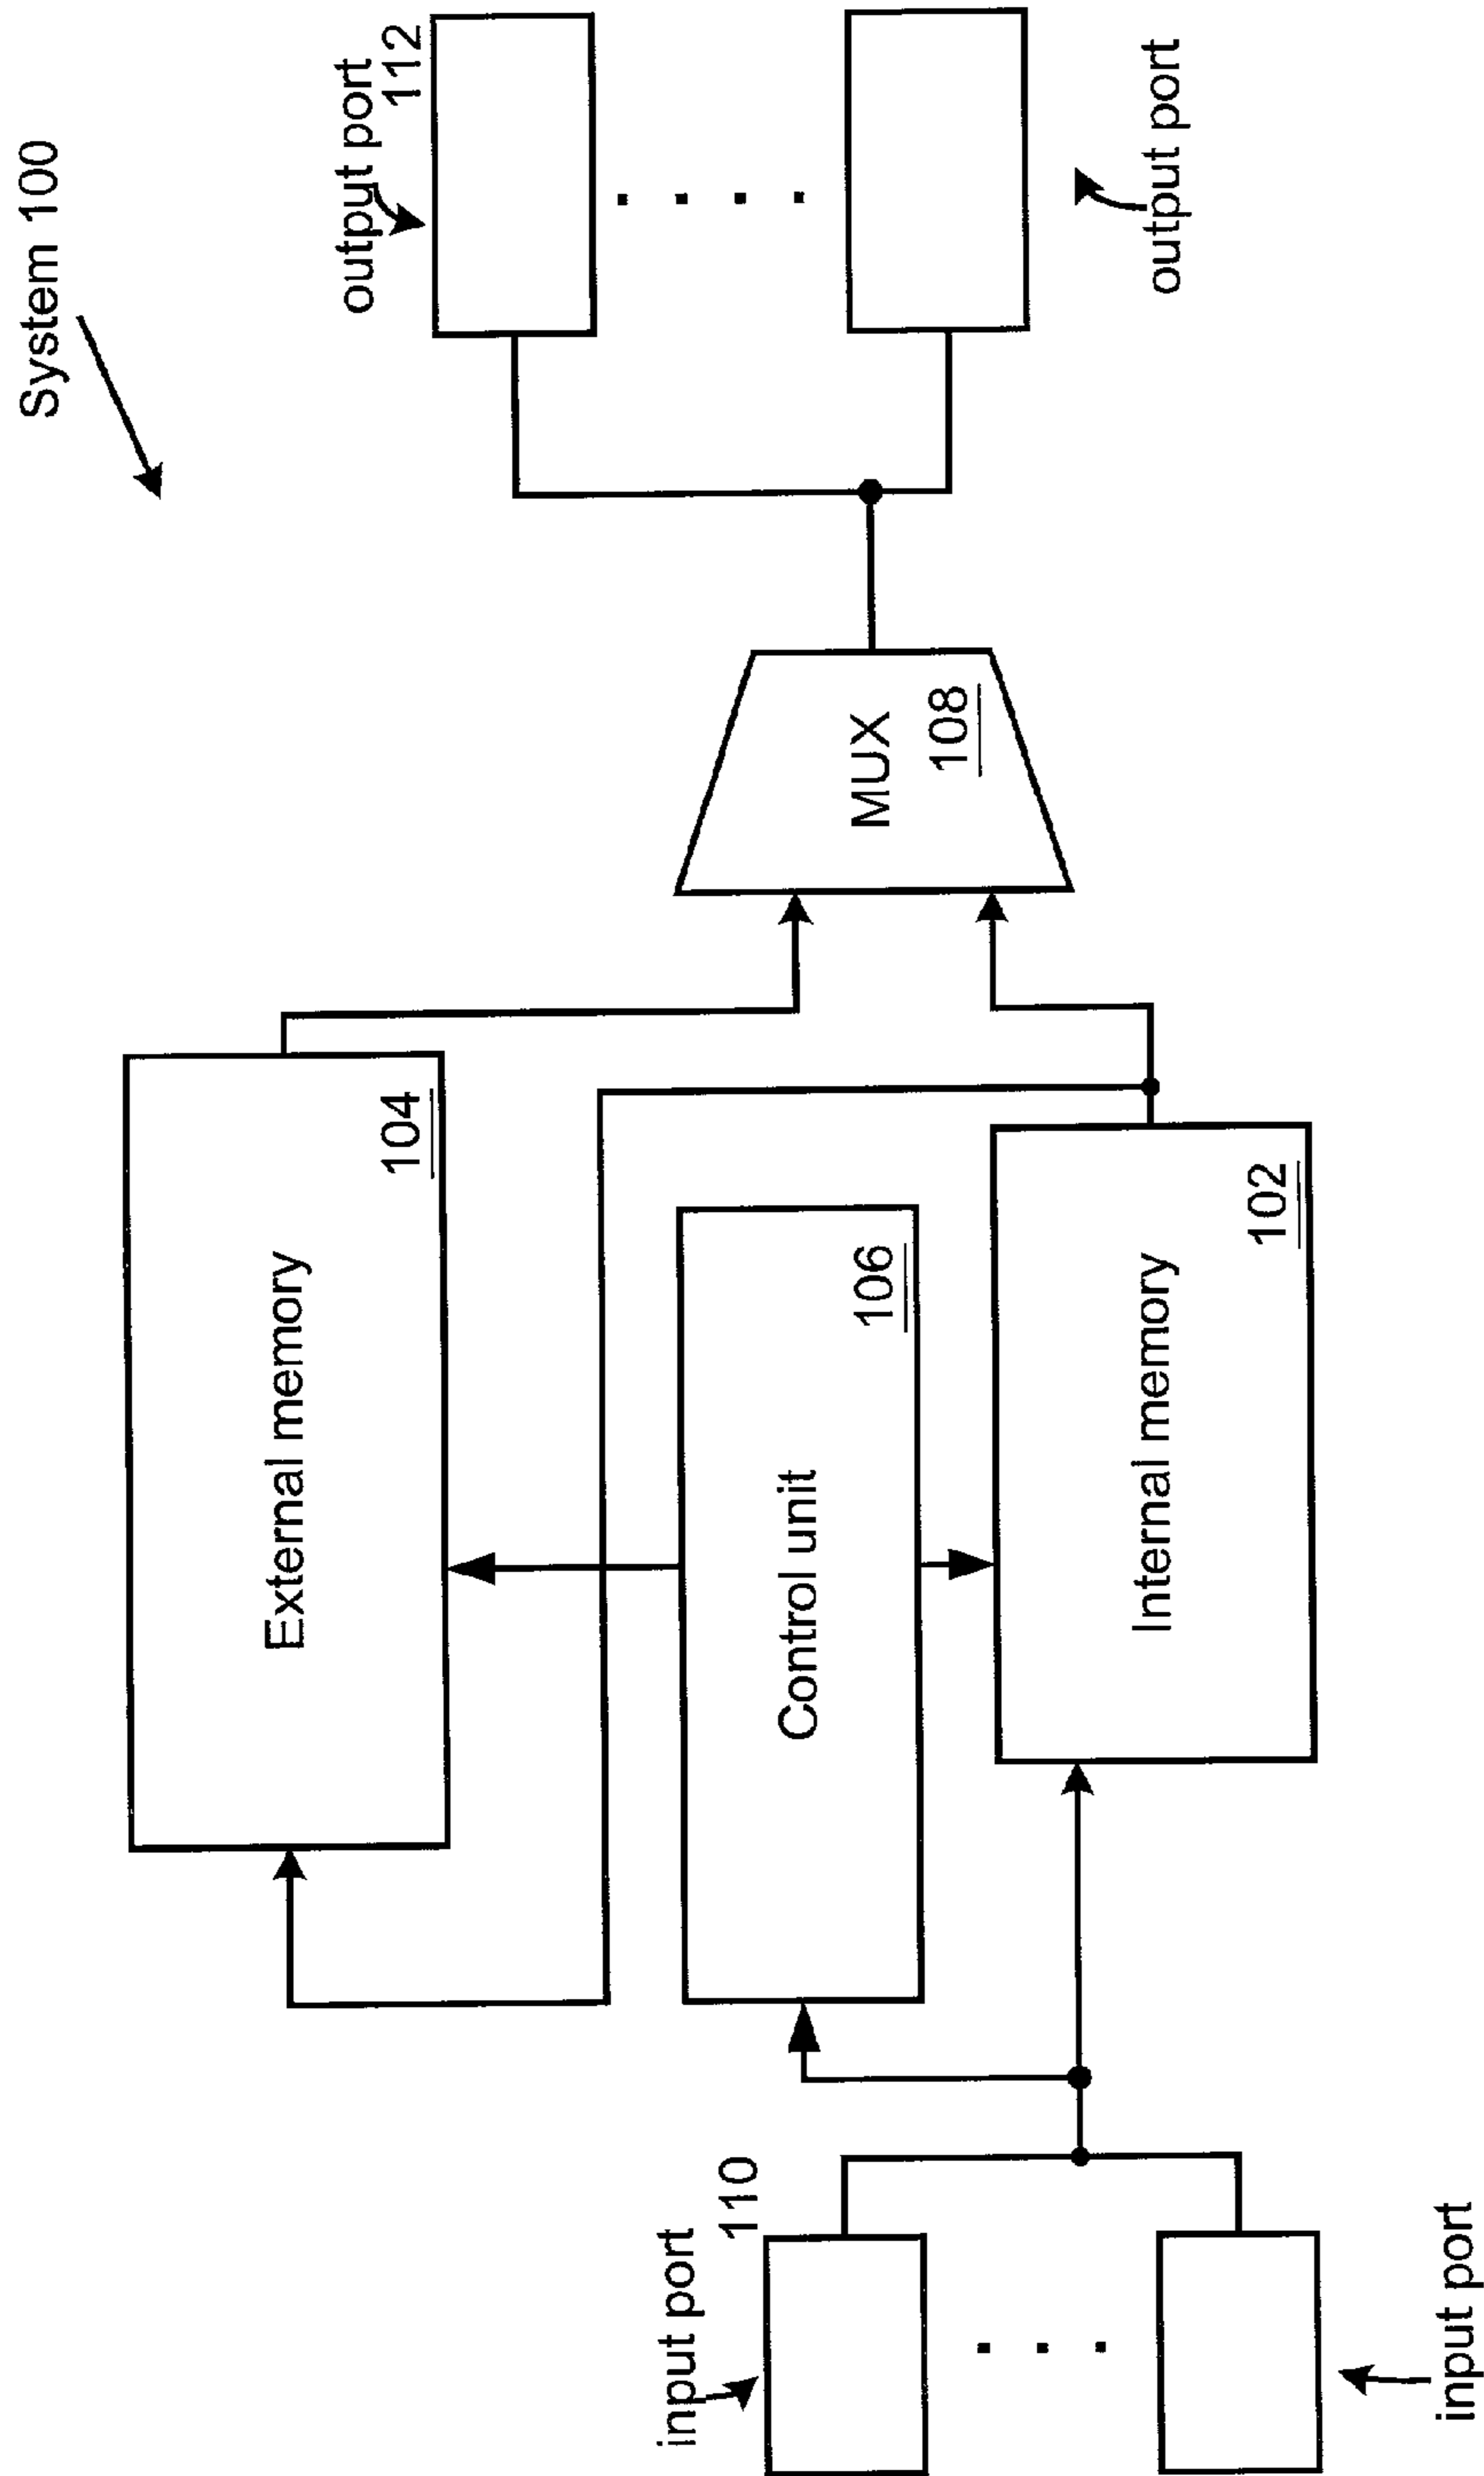 System 100
output port
112
output port
MUX
108
External memory
104
Control unit
106
Internal memory
102
input port
110
input port